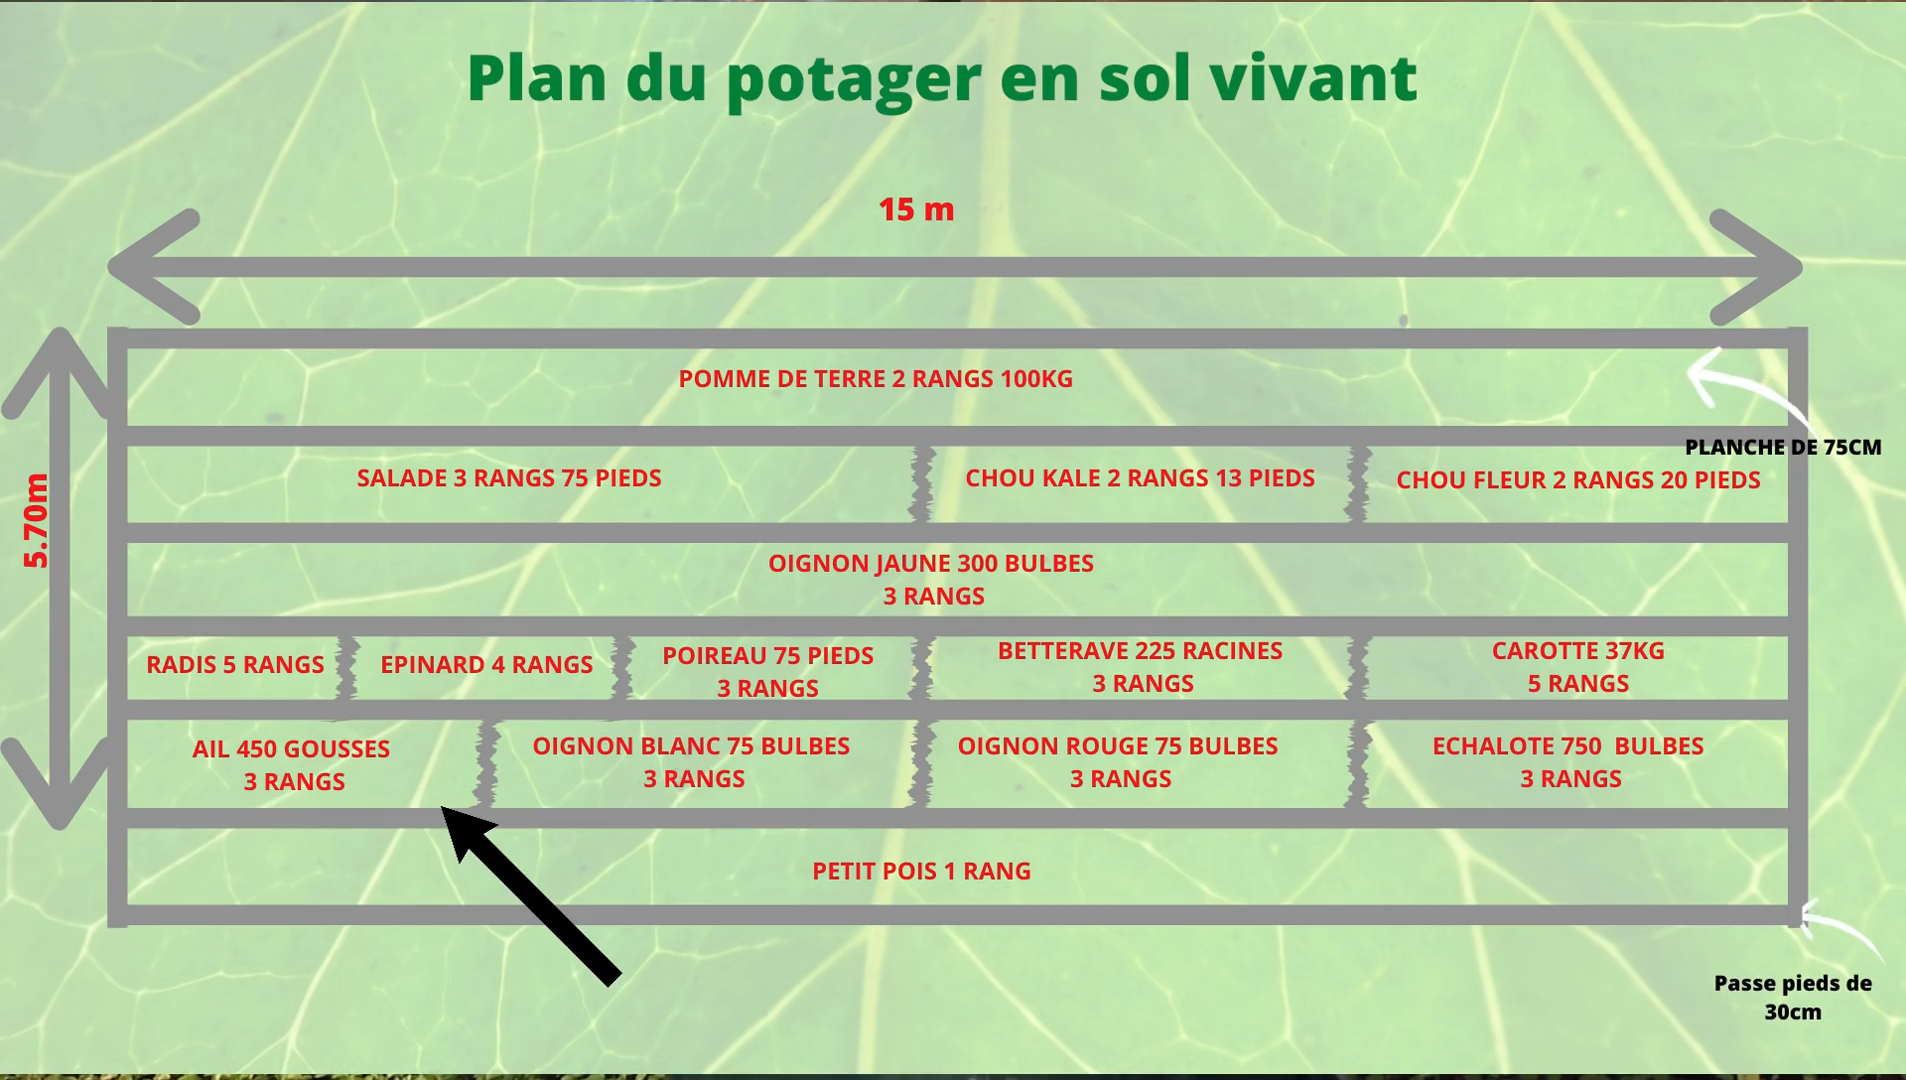 Plan du potager en sol vivant
15 m
5.70m
POMME DE TERRE 2 RANGS 100KG
PLANCHE DE 75CM
SALADE 3 RANGS 75 PIEDS
CHOU KALE 2 RANGS 13 PIEDS
CHOU FLEUR 2 RANGS 20 PIEDS
OIGNON JAUNE 300 BULBES
3 RANGS
RADIS 5 RANGS
EPINARD 4 RANGS
POIREAU 75 PIEDS
3 RANGS
BETTERAVE 225 RACINES
3 RANGS
CAROTTE 37KG
5 RANGS
AIL 450 GOUSSES
3 RANGS
OIGNON BLANC 75 BULBES
3 RANGS
OIGNON ROUGE 75 BULBES
3 RANGS
ECHALOTE 750 BULBES
3 RANGS
PETIT POIS 1 RANG
Passe pieds de
30cm